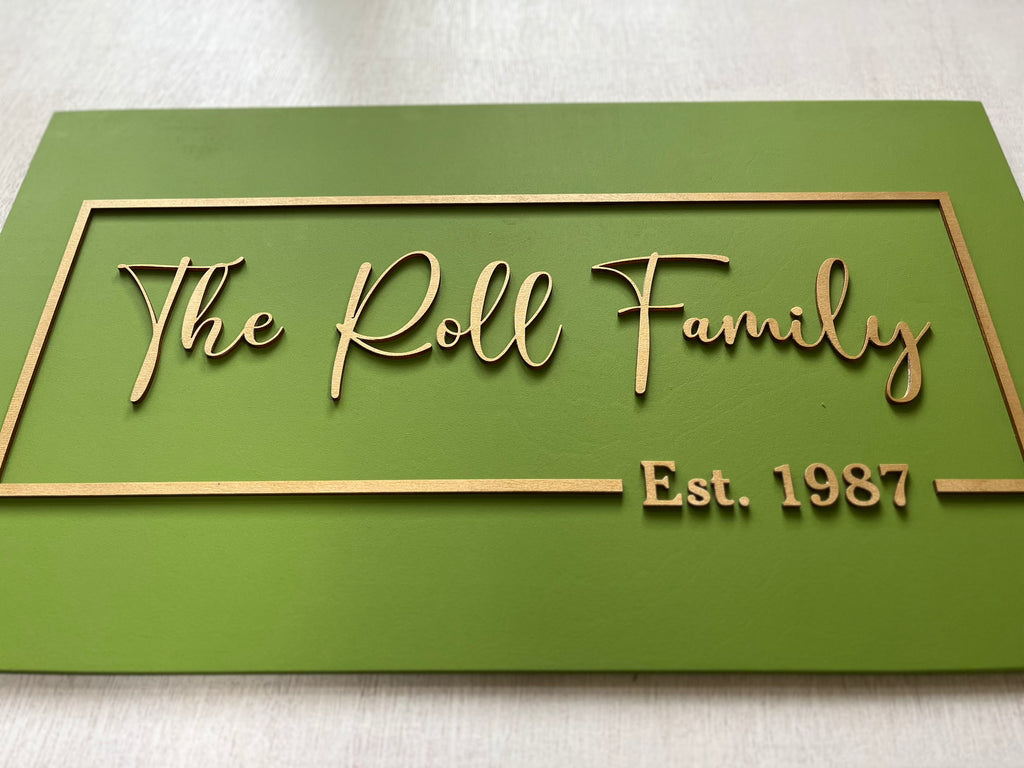 The Roll Family
Est. 1987